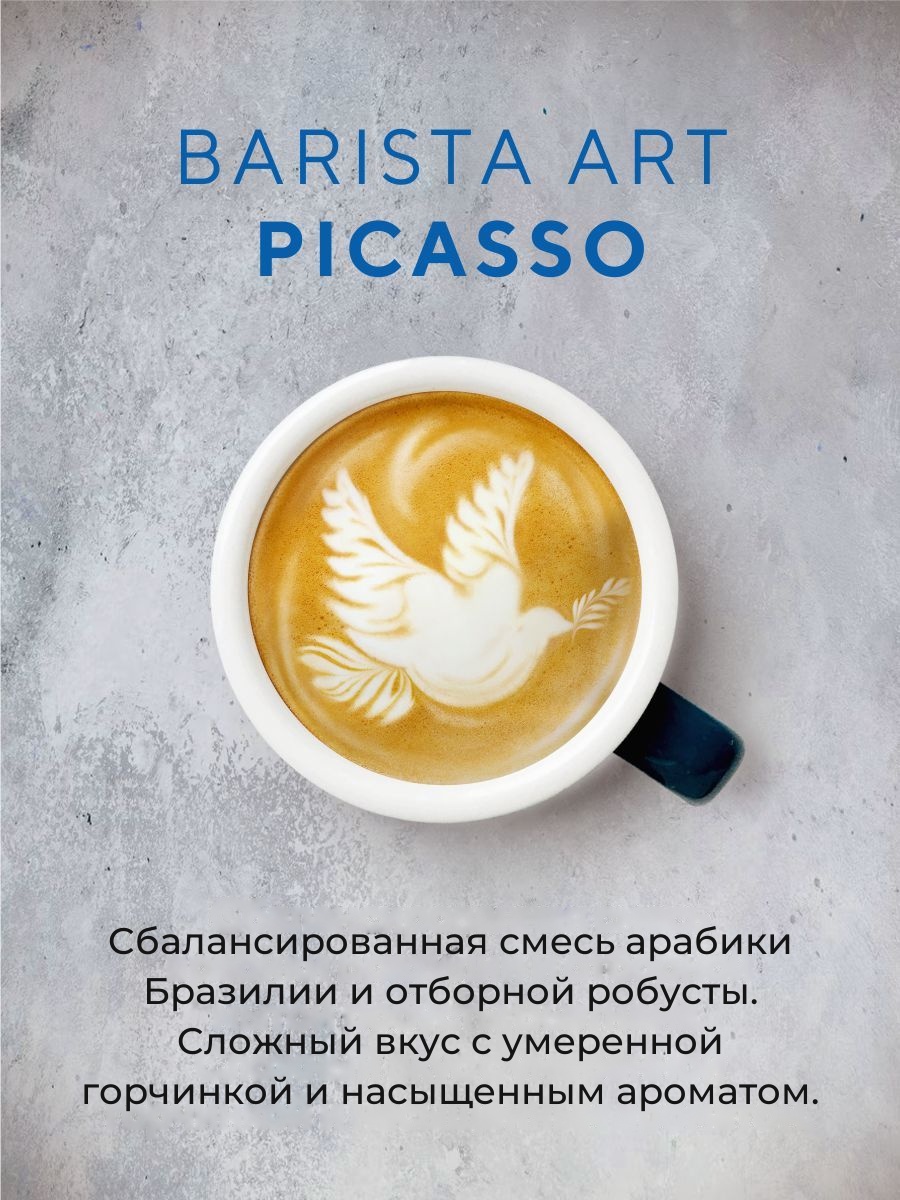 BARISTA ART
PICASSO
Сбалансированная смесь арабики
Бразилии и отборной робусты.
Сложный вкус с умеренной
горчинкой и насыщенным ароматом.